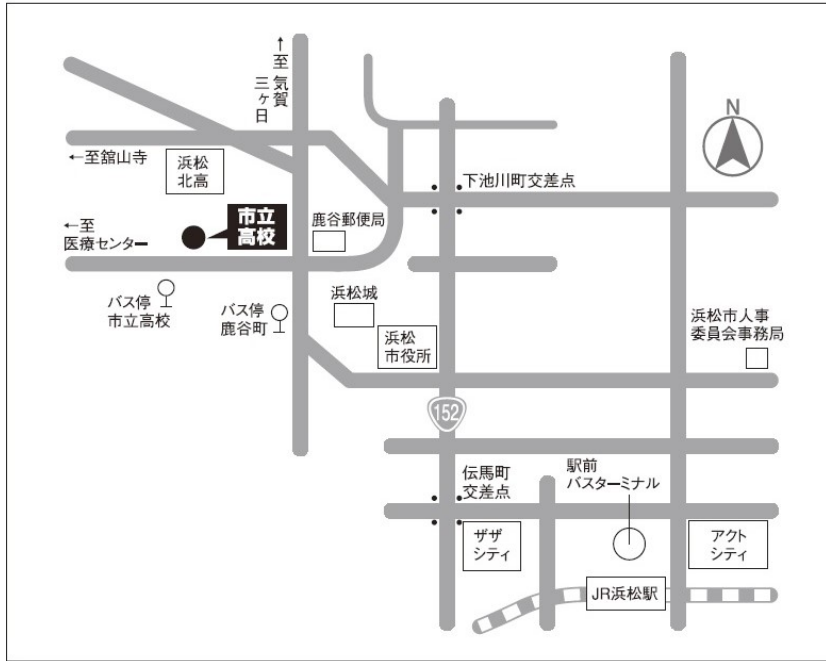 ←至気賀
三ヶ日
N
←至舘山寺
浜松
北高
下池川町交差点
市立
高校
鹿谷郵便局
←至
医療センター
バス停
市立高校
バス停
鹿谷町
浜松城
浜松
市役所
浜松市人事
委員会事務局
152
伝馬町
交差点
駅前
バスターミナル
ザザ
シティ
アクト
シティ
JR浜松駅